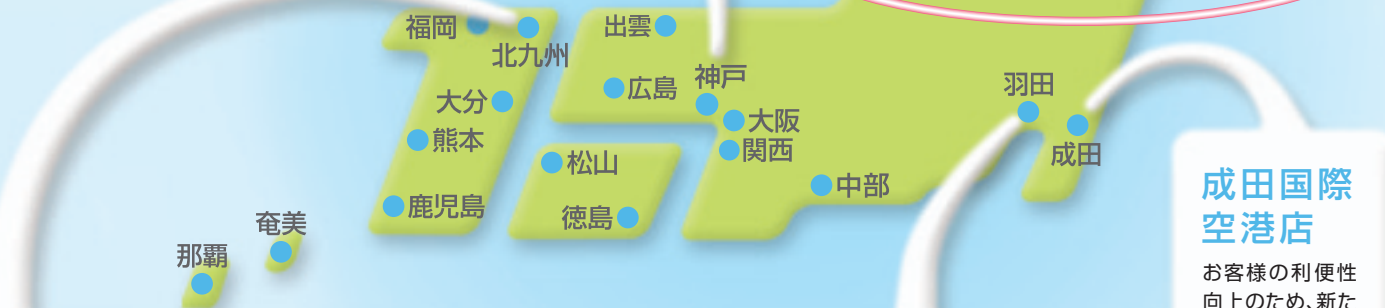 福岡
北九州
大分
熊本
鹿児島
奄美
那覇
出雲
広島
神戸
大阪
関西
松山
徳島
中部
羽田
成田
成田国際
空港店
お客様の利便性
向上のため、新た